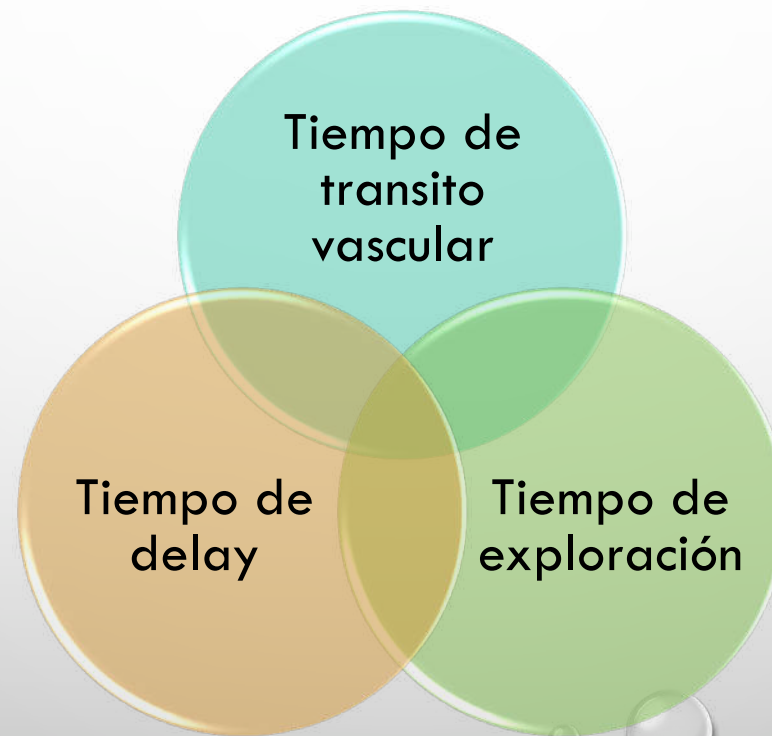 Tiempo de
transito
vascular
Tiempo de
delay
Tiempo de
exploración